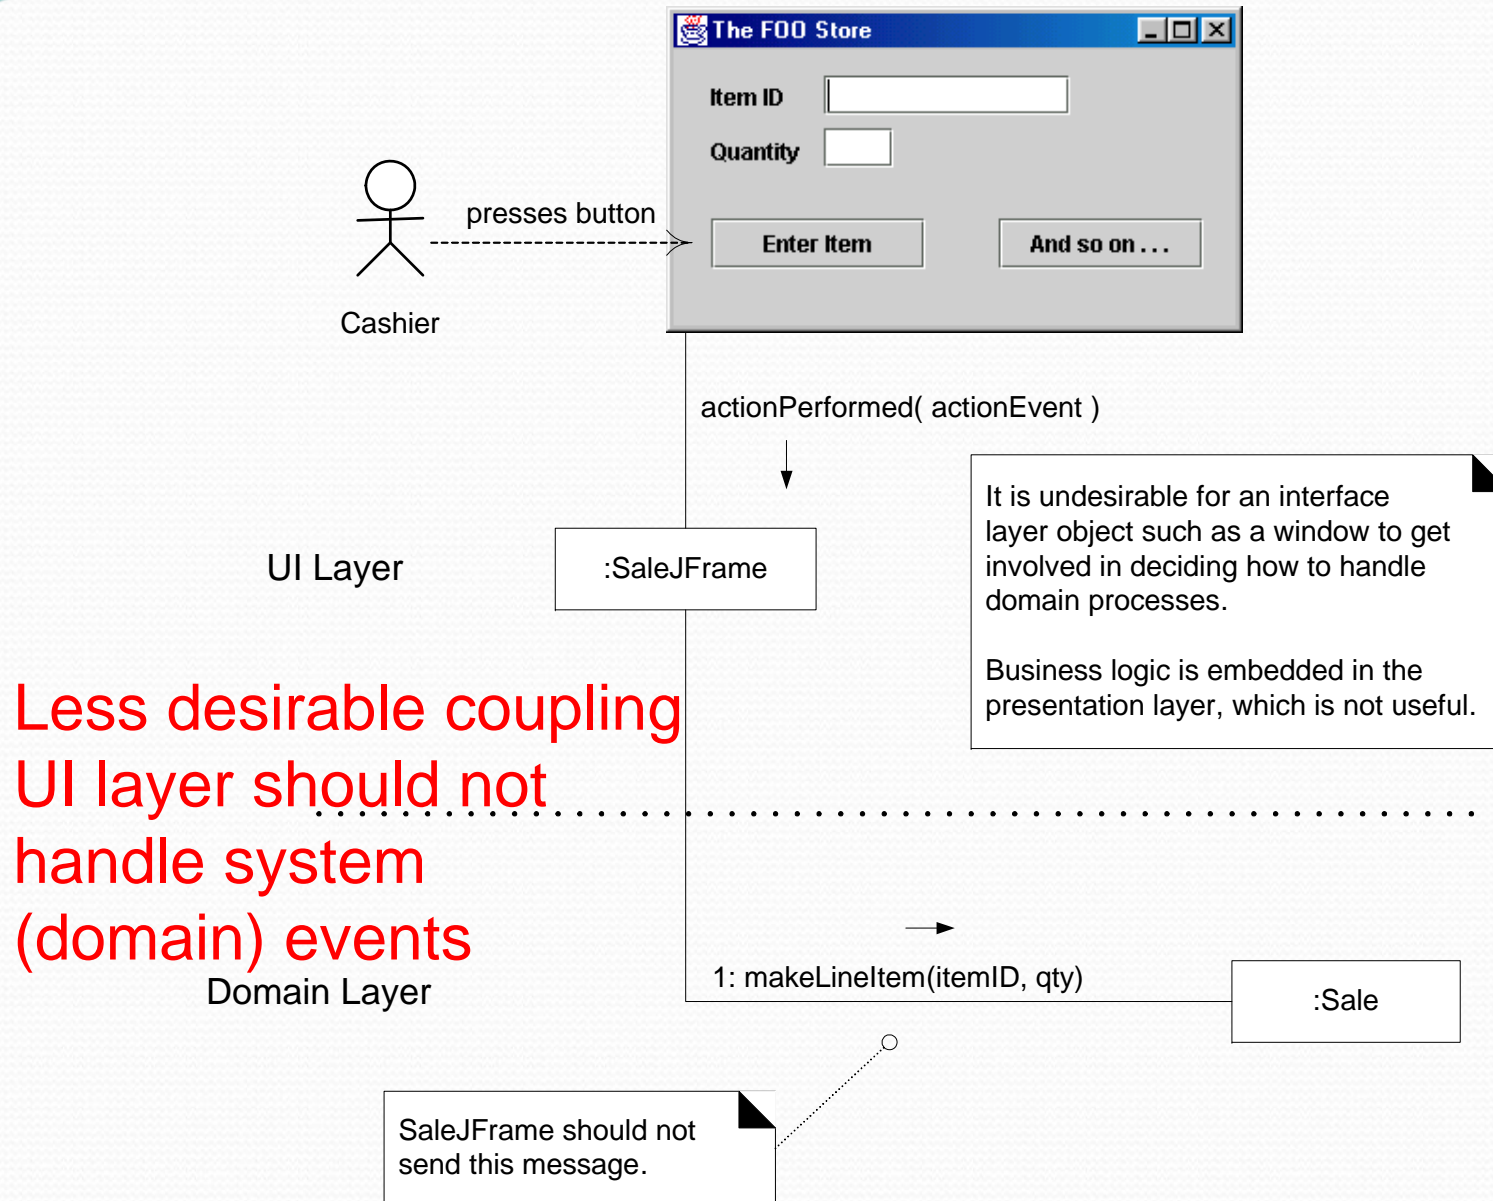 The FOO Store
Item ID
Quantity
presses button
Enter Item
And so on . . .
Cashier
actionPerformed( actionEvent )
It is undesirable for an interface
layer object such as a window to get
involved in deciding how to handle
domain processes.
Business logic is embedded in the
presentation layer, which is not useful.
UI Layer
:SaleJFrame
Less desirable coupling
UI layer should not
handle system
(domain) events
Domain Layer
1: makeLineItem(itemID, qty)
:Sale
SaleJFrame should not
send this message.